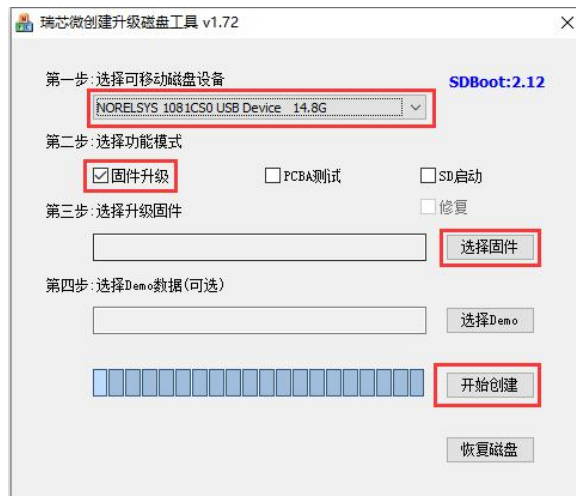 瑞芯微创建升级磁盘工具 v1.72
第一步:选择可移动磁盘设备
SDBoot:2.12
NORELSYS 1081CS0 USB Device 14.8G
第二步:选择功能模式
固件升级 PCBA测试 SD启动
第三步:选择升级固件 修复
选择固件
第四步:选择Demo数据(可选)
选择Demo
开始创建
恢复磁盘